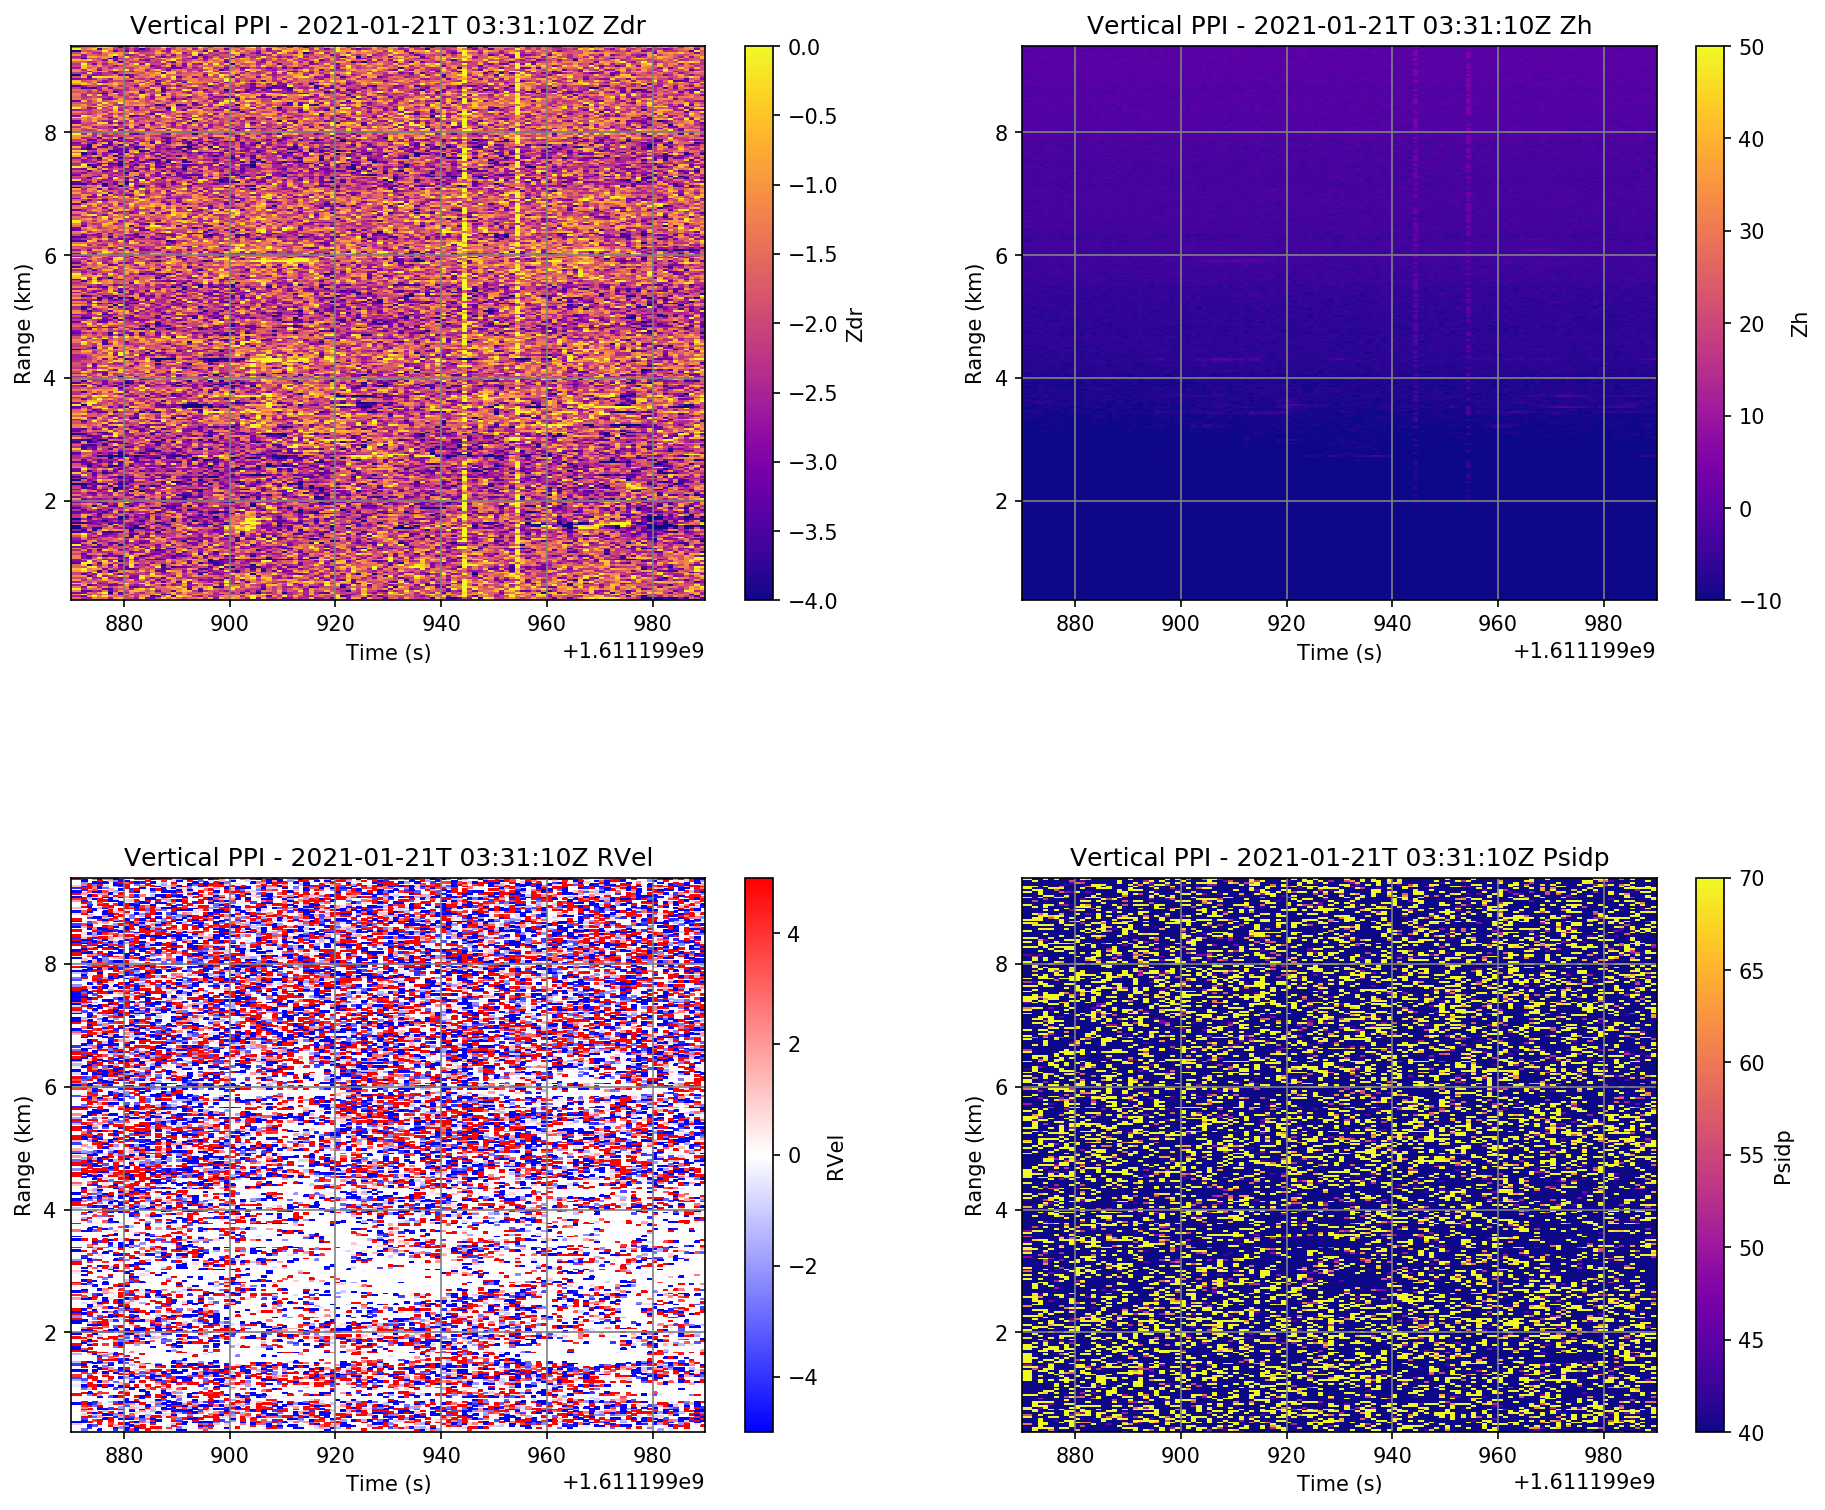 Vertical PPI - 2021-01-21T 03:31:10Z Zdr
Range (km)
8
6
4
2
880 900 920 940 960 980
Time (s)
+1.611199e9
0.0
−0.5
−1.0
−1.5
−2.0
−2.5
−3.0
−3.5
−4.0
Zdr
Vertical PPI - 2021-01-21T 03:31:10Z Zh
Range (km)
8
6
4
2
880 900 920 940 960 980
Time (s)
+1.611199e9
50
40
30
20
10
0
−10
Zh
Vertical PPI - 2021-01-21T 03:31:10Z RVel
Range (km)
8
6
4
2
880 900 920 940 960 980
Time (s)
+1.611199e9
4
2
0
−2
−4
RVel
Vertical PPI - 2021-01-21T 03:31:10Z Psidp
Range (km)
8
6
4
2
880 900 920 940 960 980
Time (s)
+1.611199e9
70
65
60
55
50
45
40
Psidp